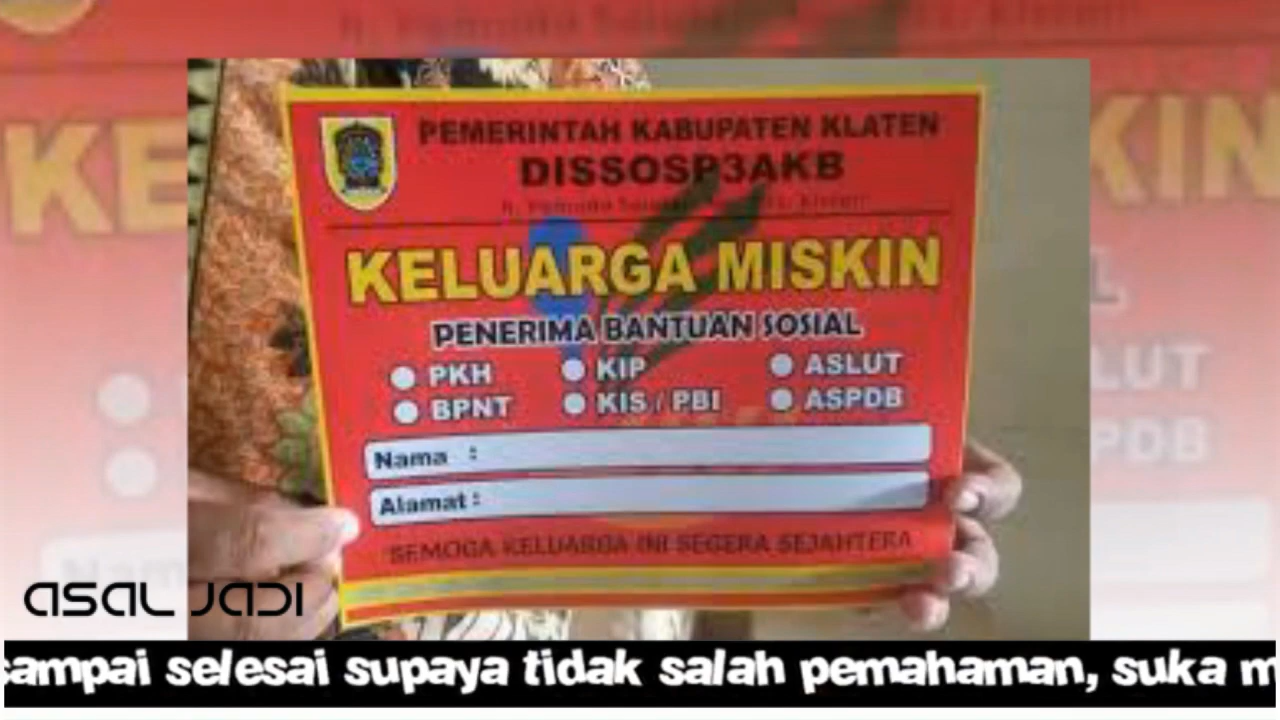 PEMERINTAH KABUPATEN KLATEN
DISSOSP3AKB
KELUARGA MISKIN
PENERIMA BANTUAN SOSIAL
PKH KIP ASLUT
BPNT KIS / PBI ASPDB
Nama :
Alamat :
SEMOGA KELUARGA INI SEGERA SEJAHTERA
ASAL JADI
sampai selesai supaya tidak salah pemahaman, suka m